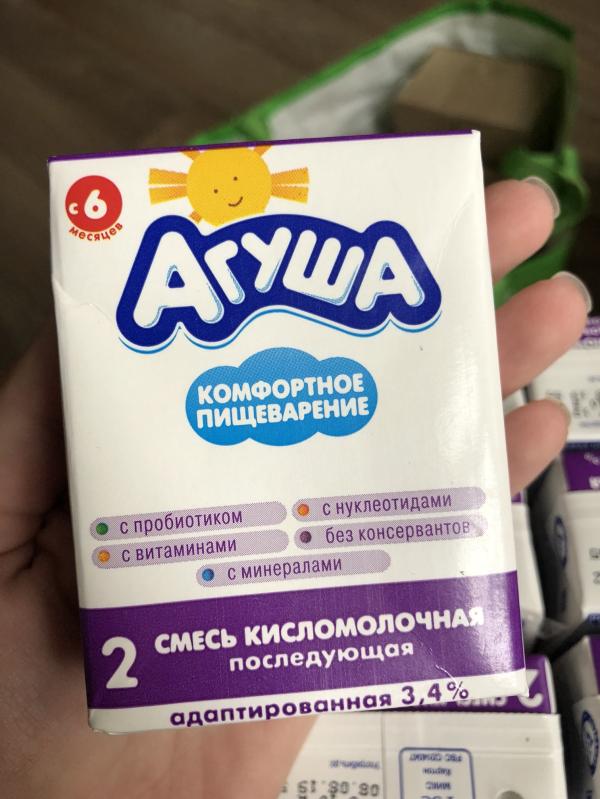 с 6
месяцев
АГУША
КОМФОРТНОЕ
ПИЩЕВАРЕНИЕ
с пробиотиком
с нуклеотидами
с витаминами
без консервантов
с минералами
2 СМЕСЬ КИСЛОМОЛОЧНАЯ
последующая
адаптированная 3,4%